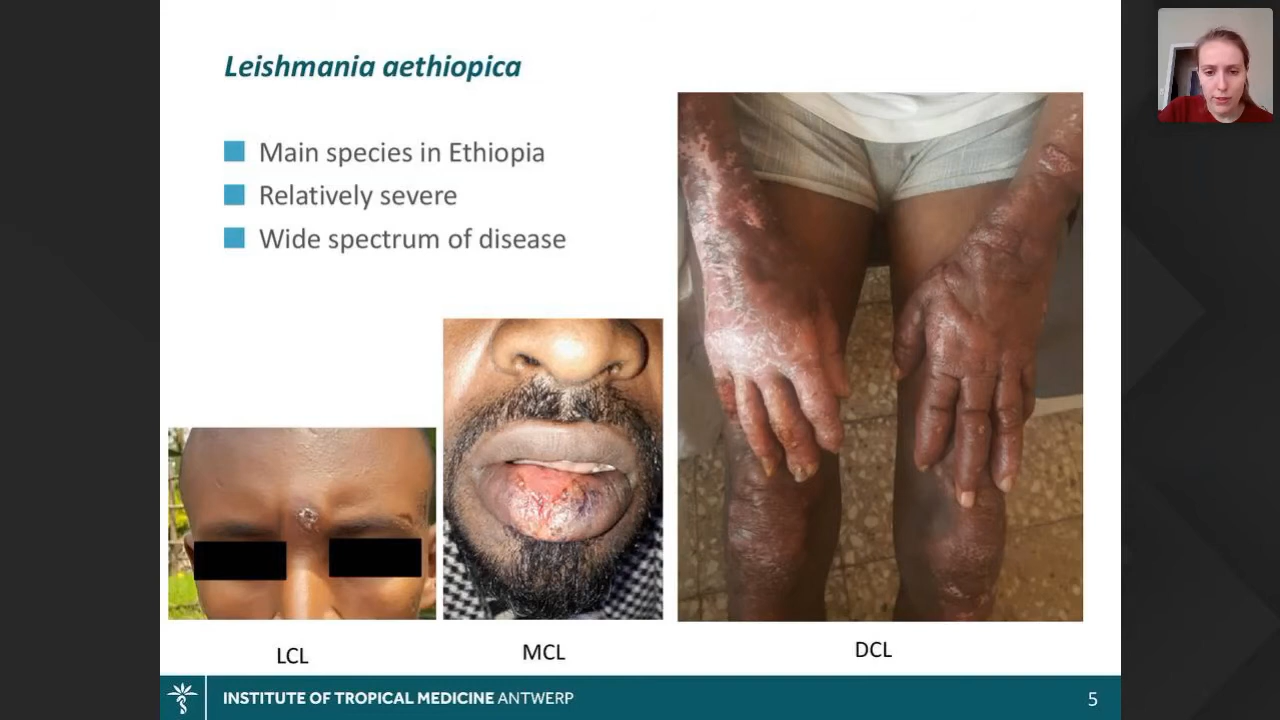 Leishmania aethiopica
Main species in Ethiopia
Relatively severe
Wide spectrum of disease
LCL
MCL
DCL
INSTITUTE OF TROPICAL MEDICINE ANTWERP
5